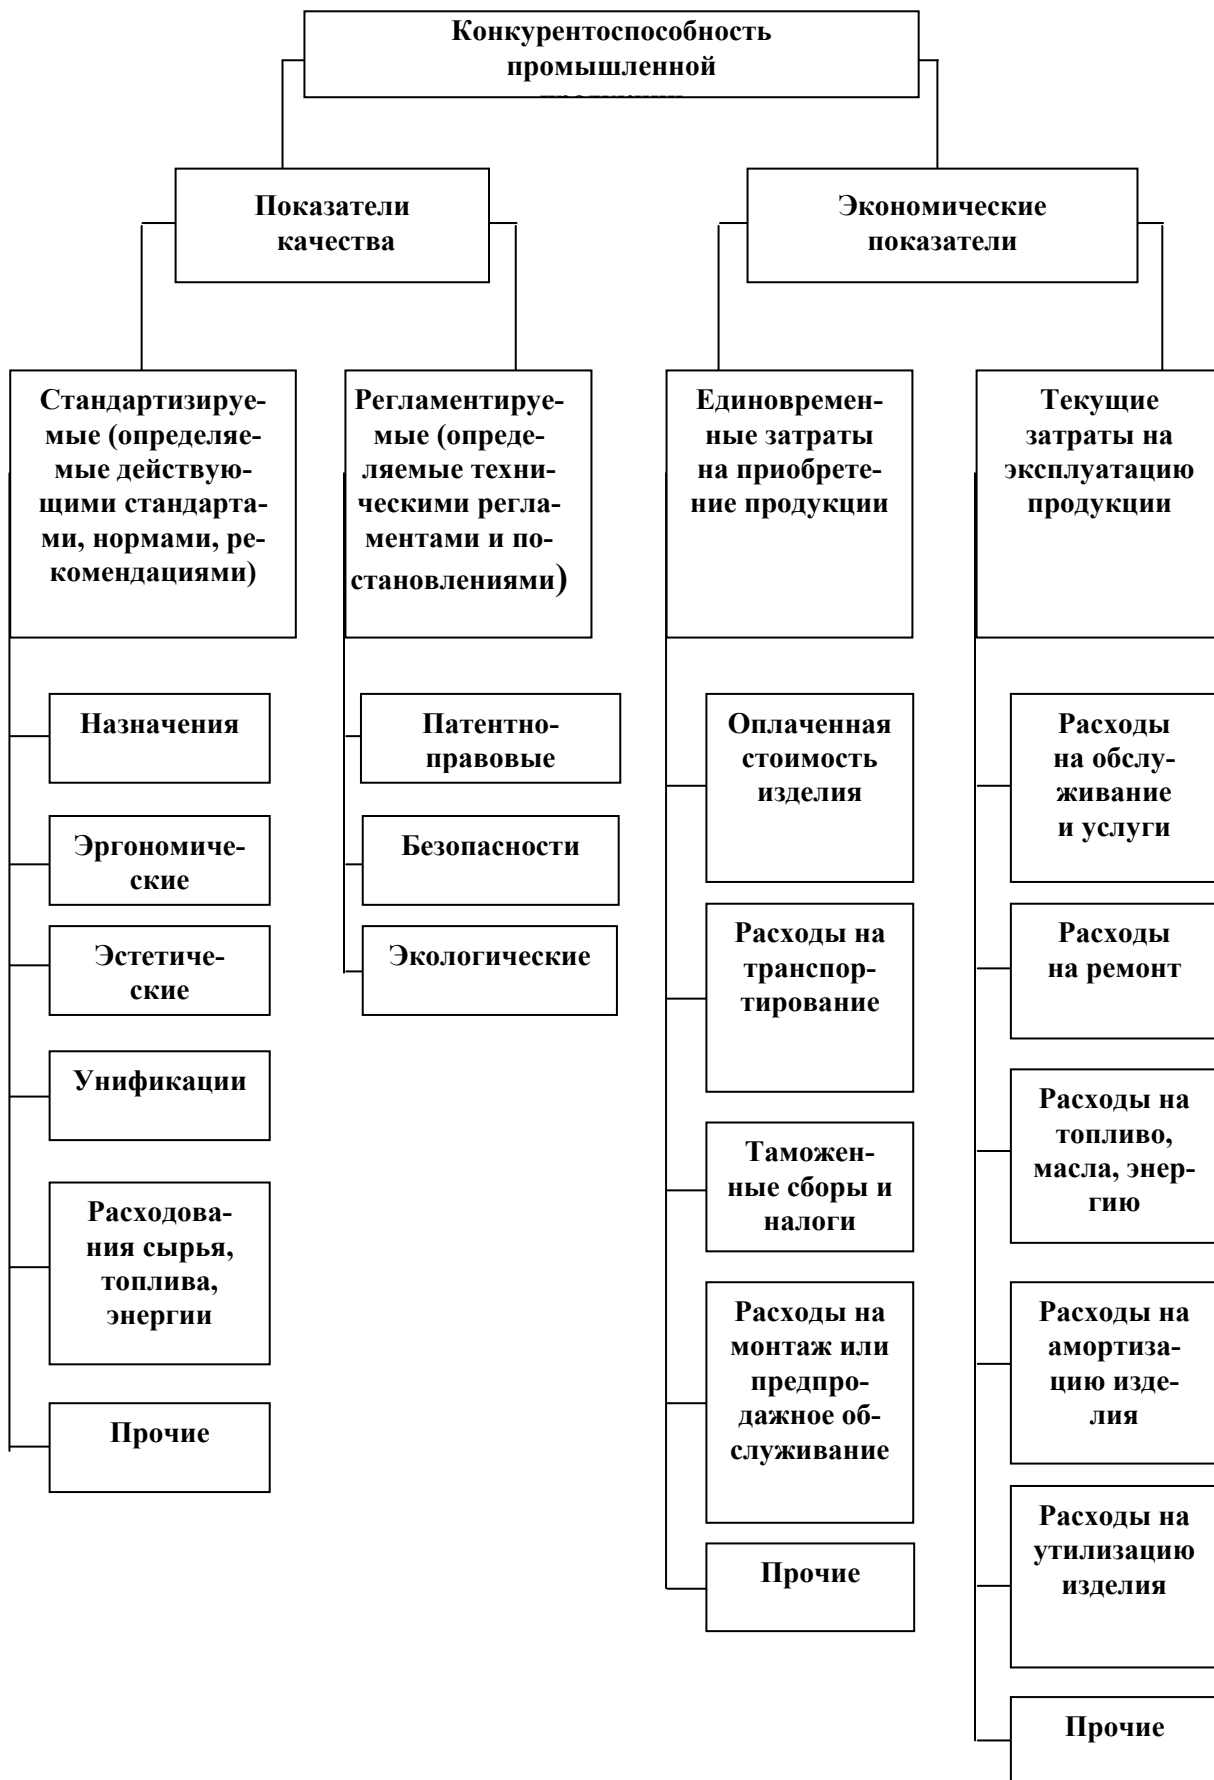 Конкурентоспособность
промышленной
Показатели
качества
Экономические
показатели
Стандартизируе-
мые (определяе-
мые действую-
щими стандарта-
ми, нормами, ре-
комендациями)
Регламентируе-
мые (опреде-
ляемые техни-
ческими регла-
ментами и по-
становлениями)
Единовремен-
ные затраты
на приобрете-
ние продукции
Текущие
затраты на
эксплуатацию
продукции
Назначения
Эргономиче-
ские
Эстетиче-
ские
Унификации
Расходова-
ния сырья,
топлива,
энергии
Прочие
Патентно-
правовые
Безопасности
Экологические
Оплаченная
стоимость
изделия
Расходы на
транспор-
тирование
Таможен-
ные сборы и
налоги
Расходы на
монтаж или
предпро-
дажное об-
служивание
Прочие
Расходы
на обслу-
живание
и услуги
Расходы
на ремонт
Расходы на
топливо,
масла, энер-
гию
Расходы на
амортиза-
цию изде-
лия
Расходы на
утилизацию
изделия
Прочие